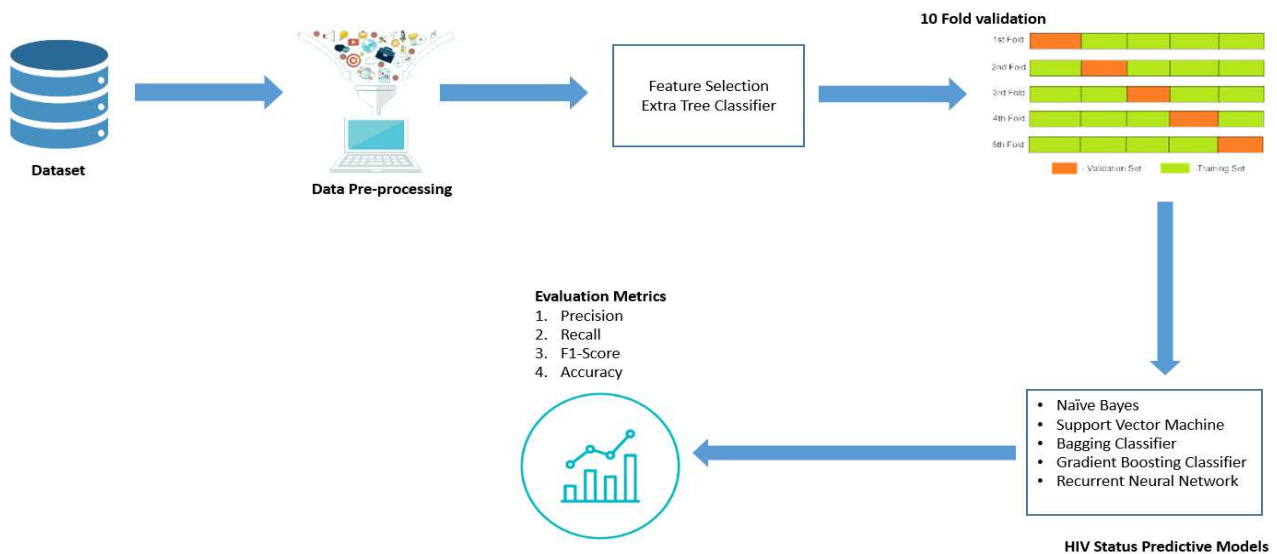 10 Fold validation
1st Fold
2nd Fold
3rd Fold
4th Fold
5th Fold
- Validation Set
-Training Set
Dataset
Data Pre-processing
Feature Selection
Extra Tree Classifier
Evaluation Metrics
1. Precision
2. Recall
3. F1-Score
4. Accuracy
• Naïve Bayes
• Support Vector Machine
• Bagging Classifier
• Gradient Boosting Classifier
• Recurrent Neural Network
HIV Status Predictive Models